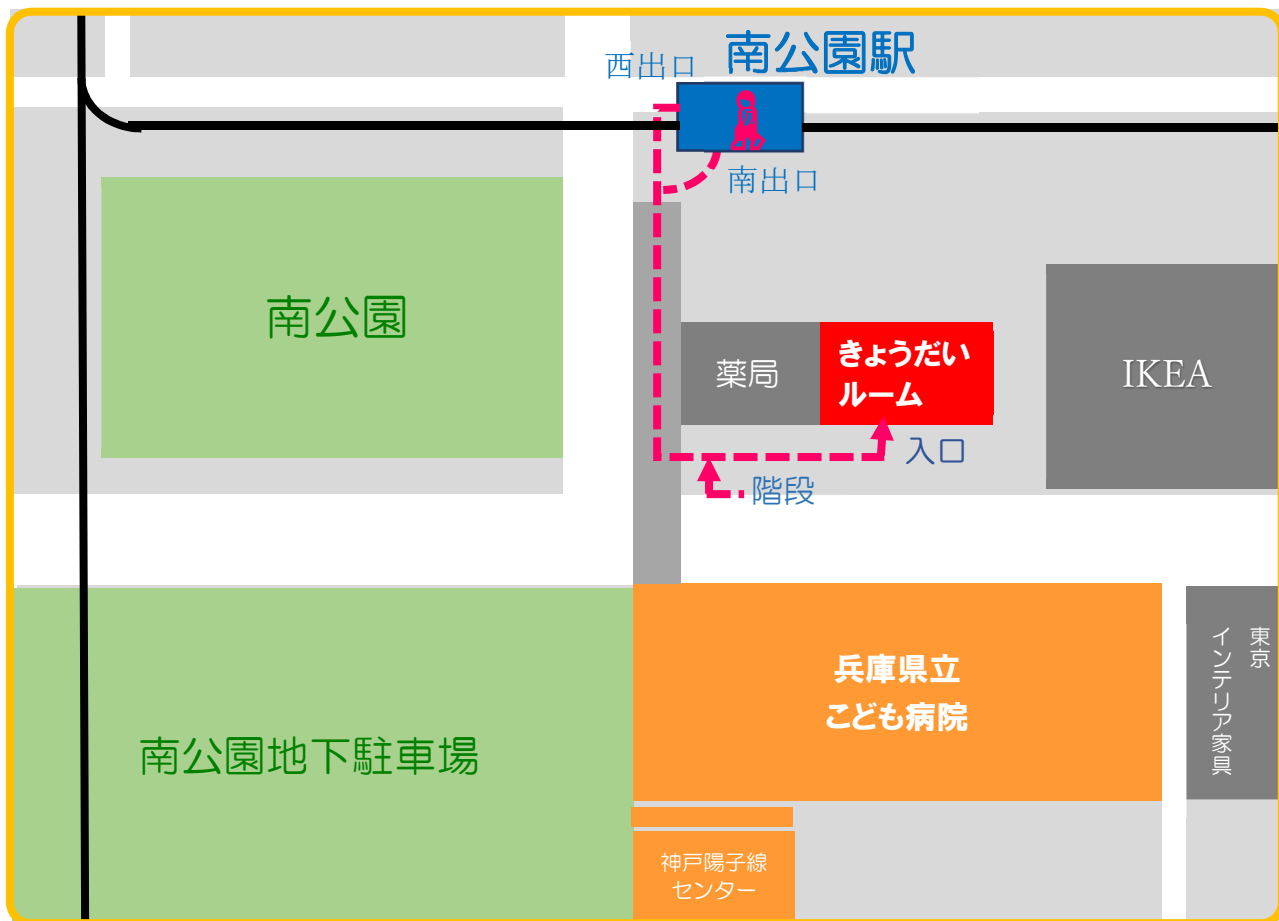 南公園駅
西出口
南出口
南公園
薬局
きょうだい
ルーム
IKEA
入口
階段
兵庫県立
こども病院
東京
インテリア家具
南公園地下駐車場
神戸陽子線
センター